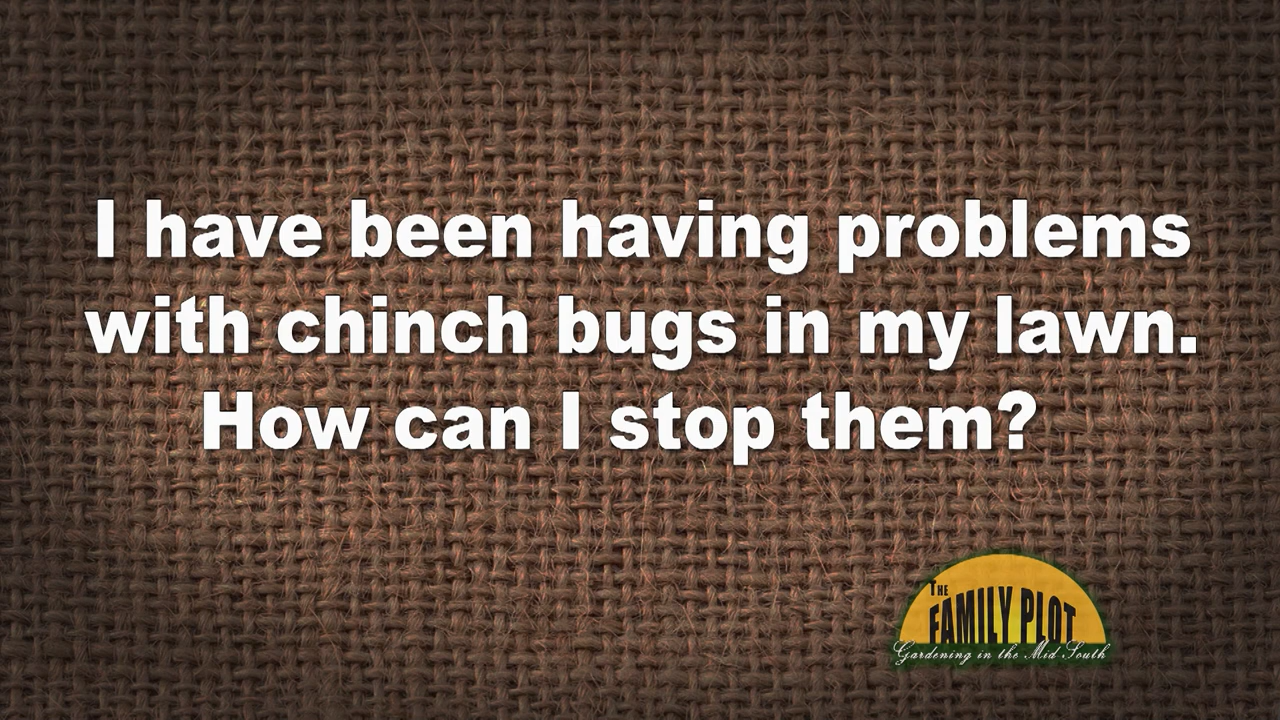 I have been having problems
with chinch bugs in my lawn.
How can I stop them?
THE
FAMILY PLOT
Gardening in the Mid South